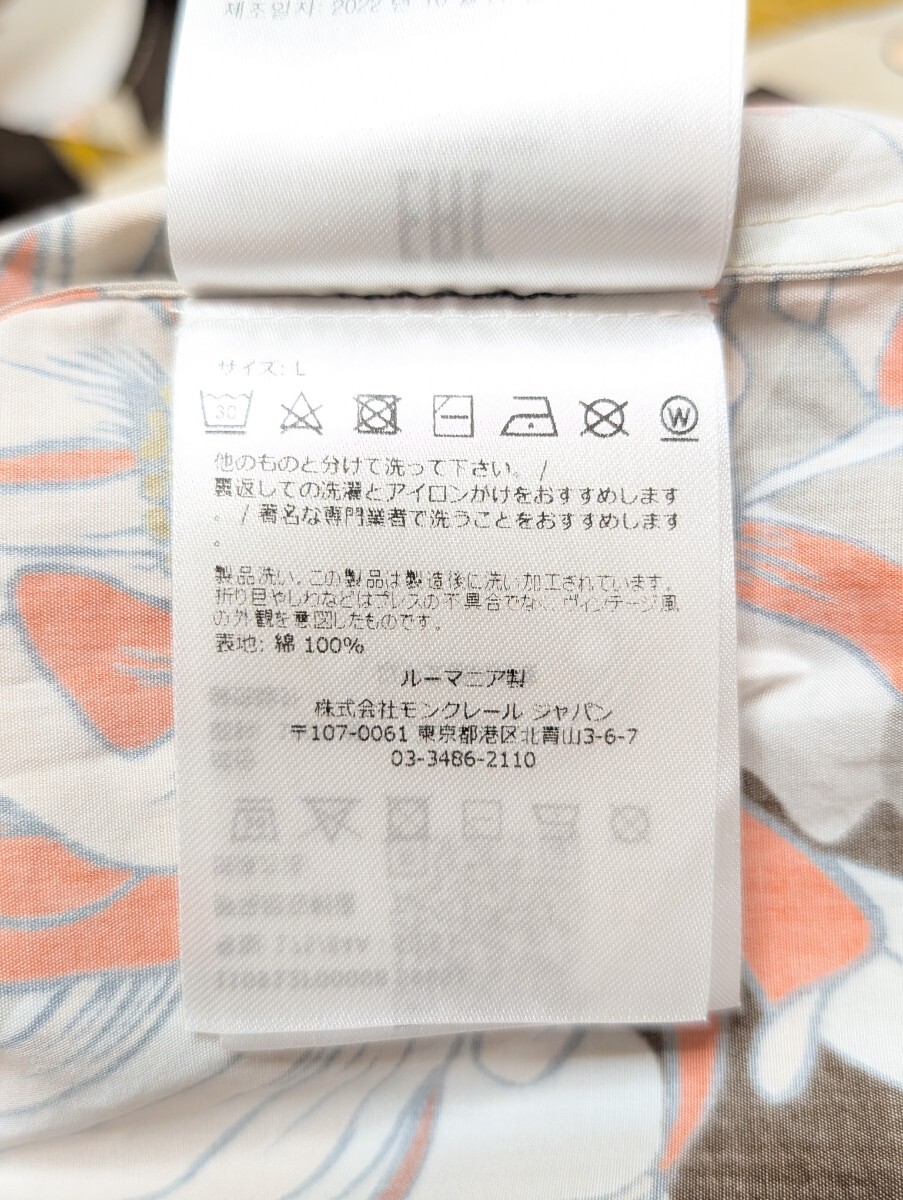 제조일자: 2022 년 10
サイズ: L
30
W
他のものと分けて洗って下さい。 /
裏返しての洗濯とアイロンがけをおすすめします
。 / 著名な専門業者で洗うことをおすすめします
。
製品洗い。この製品は製造後に洗い加工されています。
折り目やしわなどはプレスの不具合でなく、ヴィンテージ風
の外観を意図したものです。
表地: 綿 100%
ルーマニア製
株式会社モンクレール ジャパン
〒107-0061 東京都港区北青山3-6-7
03-3486-2110